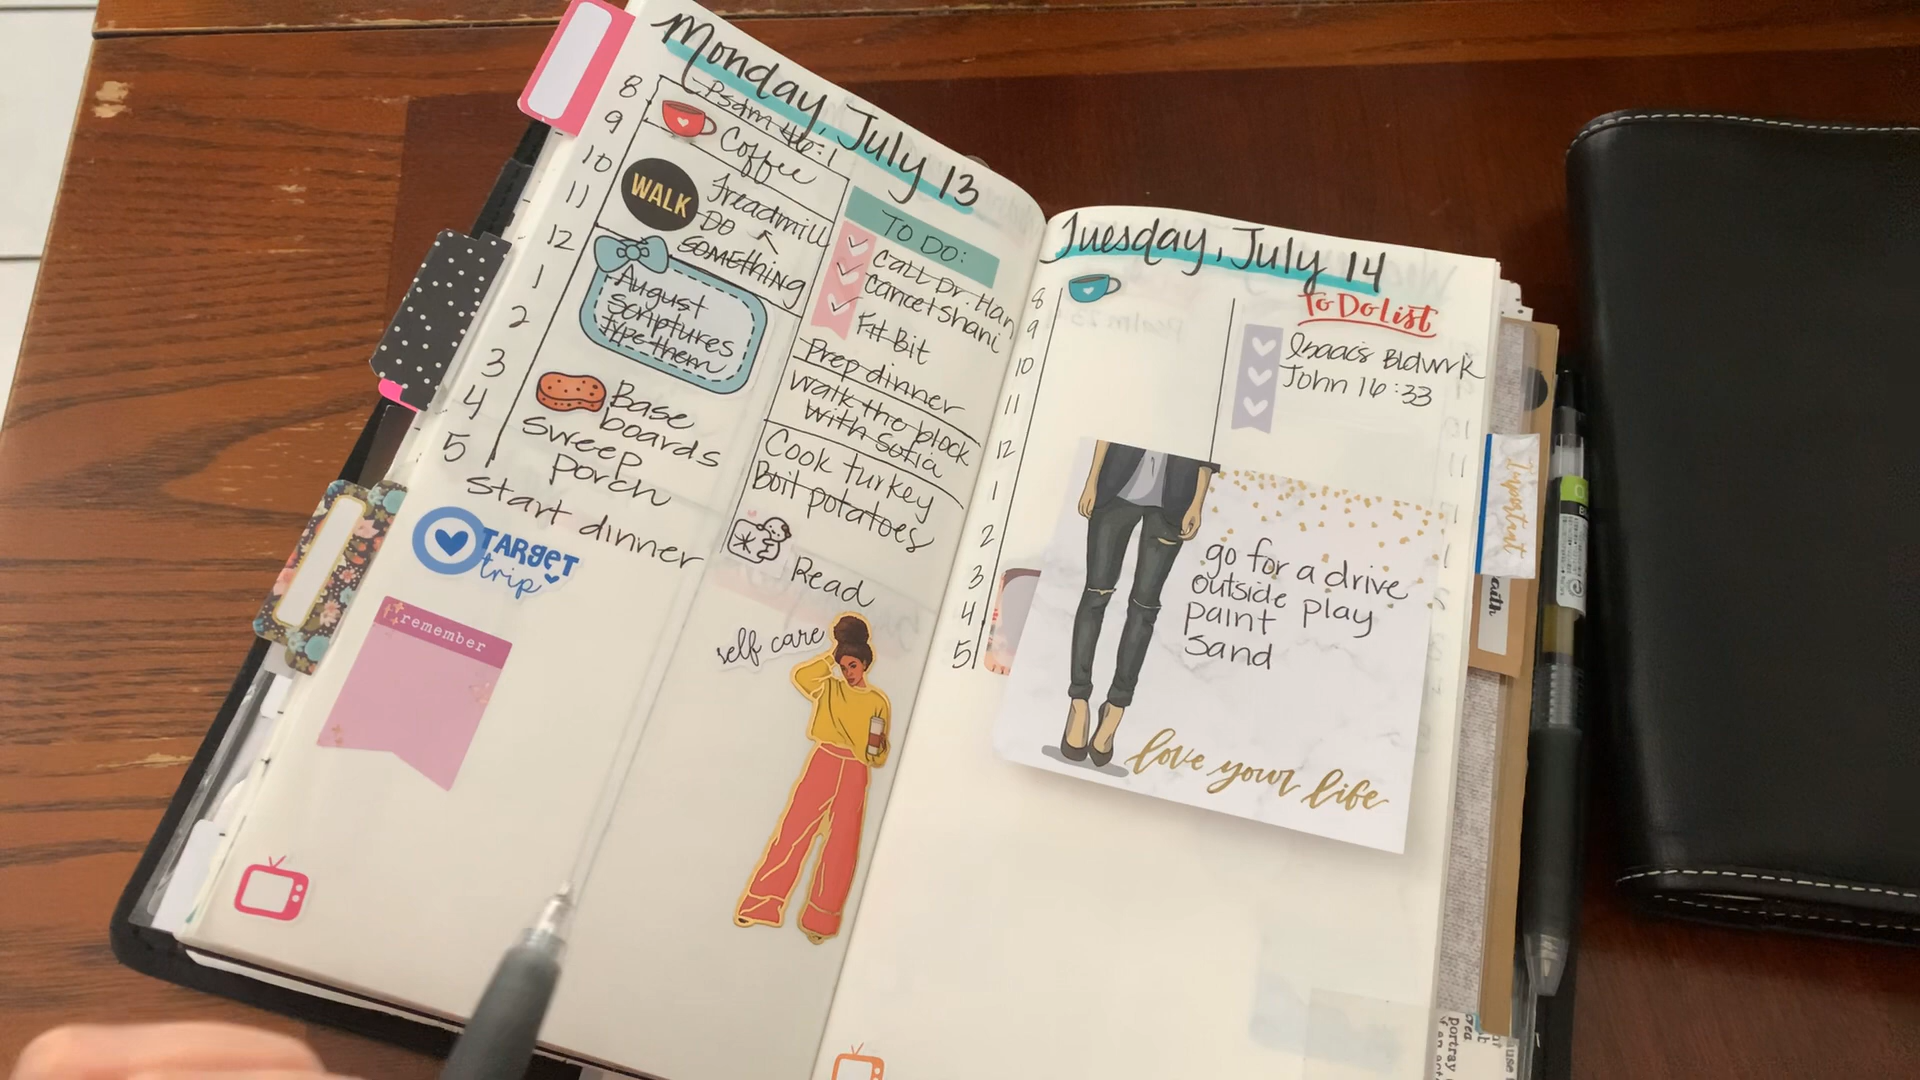 Monday, July 13
8
9
10
11
12
1
2
3
4
5
Psalm 46:1
Coffee
WALK
Treadmill
DO
SOMETHING
August
Scriptures
type them
Base
boards
sweep
porch
start dinner
TARGET
trip
remember
TO DO:
Call Dr. Han
Cancel Shani
Fit Bit
Prep dinner
Walk the block
with Sofia
Cook turkey
Boil potatoes
Read
self care
Tuesday, July 14
8
9
10
11
12
1
2
3
4
5
To Do List
Isaac's Bldwrk
John 16:33
go for a drive
outside play
paint
sand
love your life
Important
faith